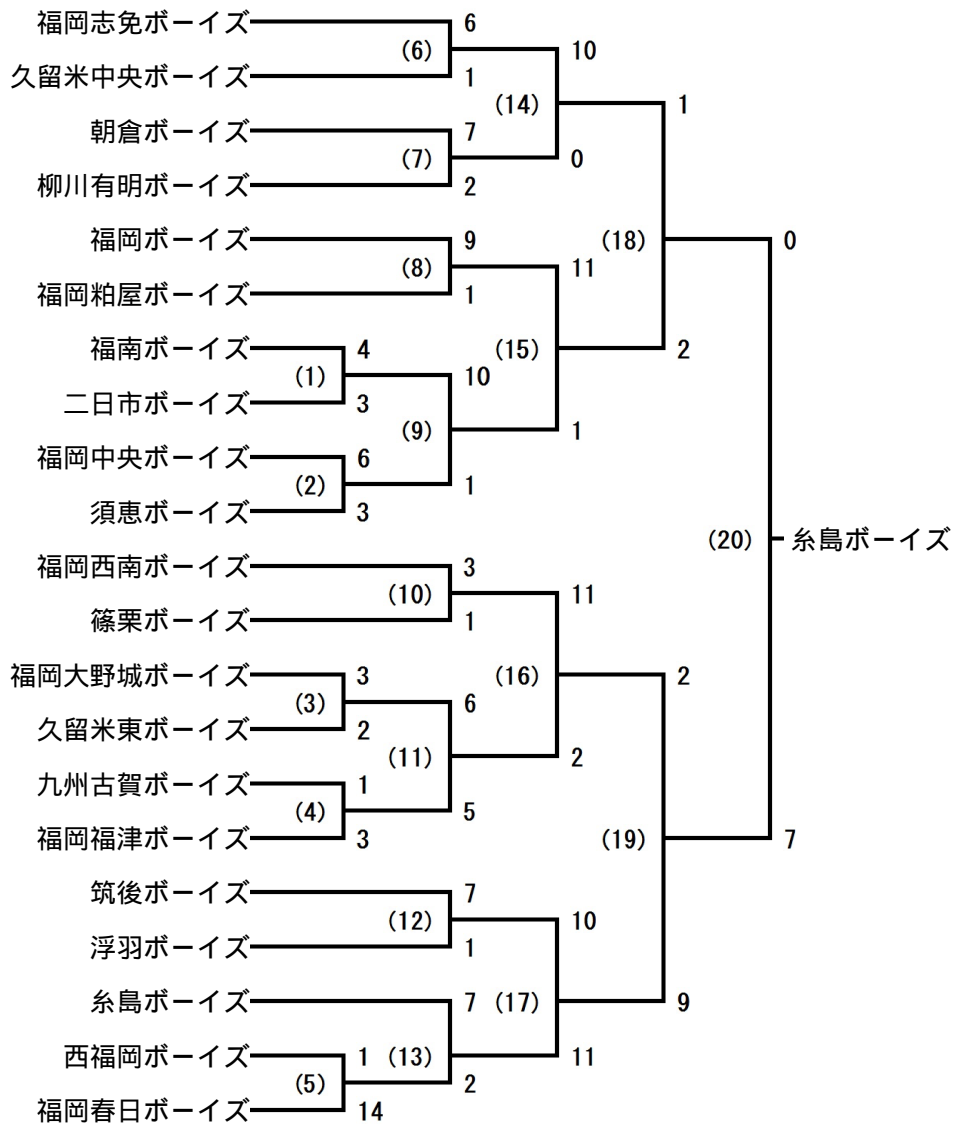 福岡志免ボーイズ 6
(6) 10
久留米中央ボーイズ 1
(14) 1
朝倉ボーイズ 7
(7) 0
柳川有明ボーイズ 2
福岡ボーイズ 9 (18) 0
(8) 11
福岡粕屋ボーイズ 1
福南ボーイズ 4 (15) 2
(1) 10
二日市ボーイズ 3
(9) 1
福岡中央ボーイズ 6
(2) 1
須恵ボーイズ 3
(20) 糸島ボーイズ
福岡西南ボーイズ 3
(10) 11
篠栗ボーイズ 1
福岡大野城ボーイズ 3 (16) 2
(3) 6
久留米東ボーイズ 2
(11) 2
九州古賀ボーイズ 1
(4) 5
福岡福津ボーイズ 3 (19) 7
筑後ボーイズ 7
(12) 10
浮羽ボーイズ 1
糸島ボーイズ 7 (17) 9
西福岡ボーイズ 1 (13) 11
(5) 2
福岡春日ボーイズ 14